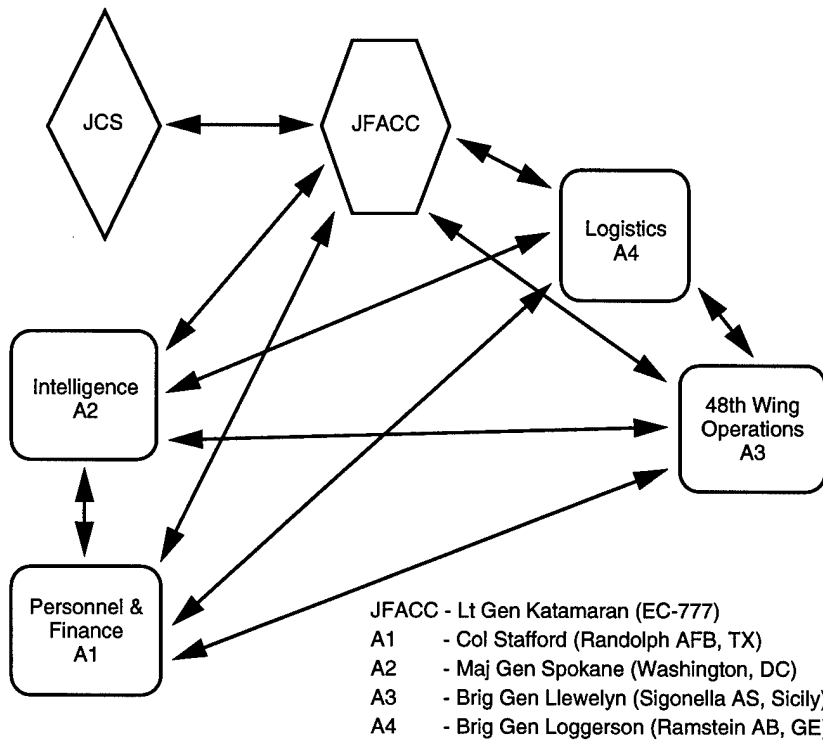 JCS
JFACC
Logistics
A4
Intelligence
A2
48th Wing
Operations
A3
Personnel &
Finance
A1
JFACC - Lt Gen Katamaran (EC-777)
A1 - Col Stafford (Randolph AFB, TX)
A2 - Maj Gen Spokane (Washington, DC)
A3 - Brig Gen Llewelyn (Sigonella AS, Sicily)
A4 - Brig Gen Loggerson (Ramstein AB, GE)